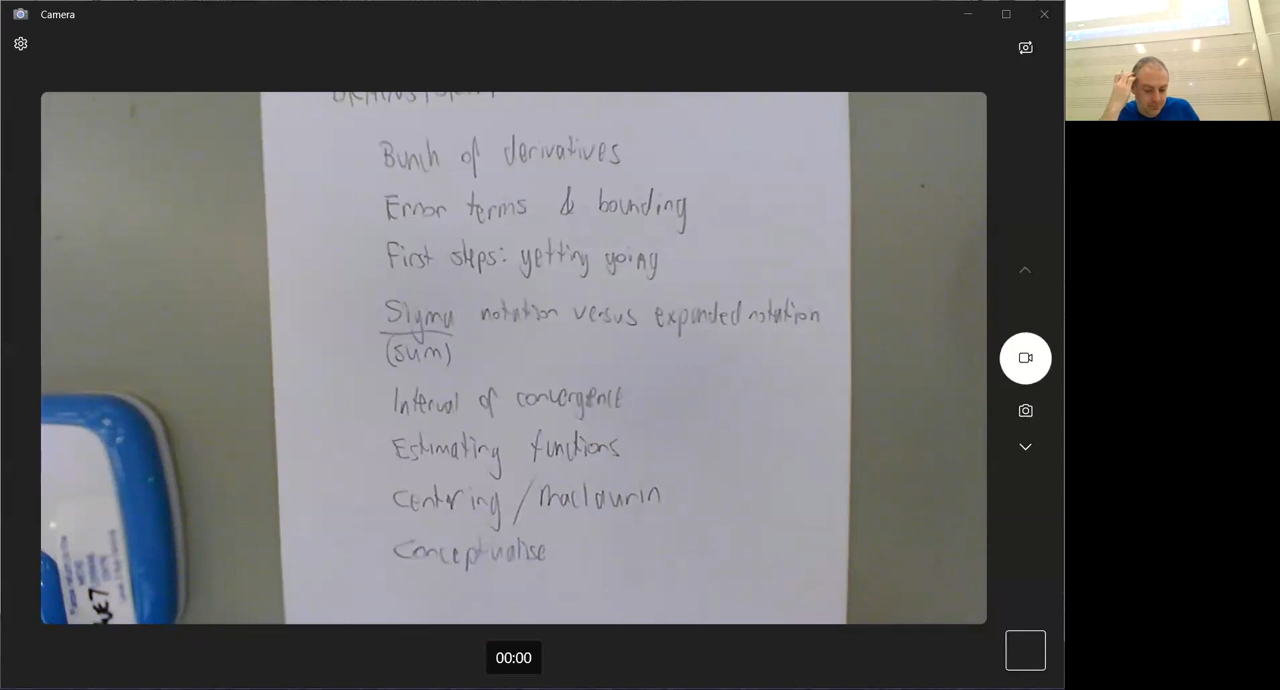 Camera
BRAINSTORM
Bunch of derivatives
Error terms & bounding
First steps: getting going
Sigma notation versus expanded notation
(sum)
Interval of convergence
Estimating functions
Centering / Maclaurin
Conceptualise
00:00